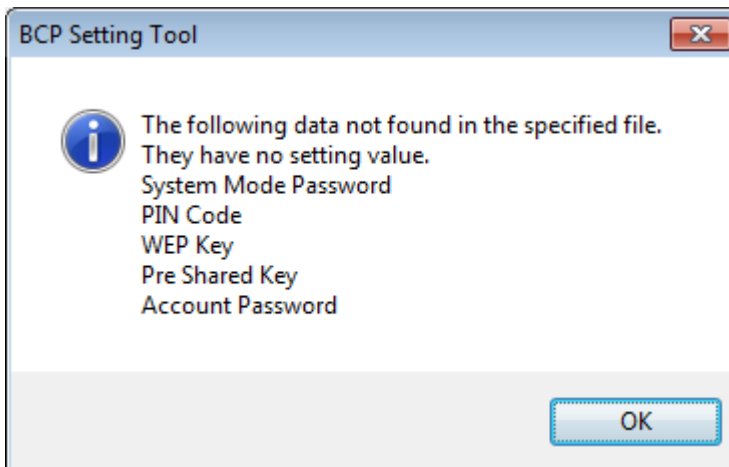 BCP Setting Tool
The following data not found in the specified file.
They have no setting value.
System Mode Password
PIN Code
WEP Key
Pre Shared Key
Account Password
OK